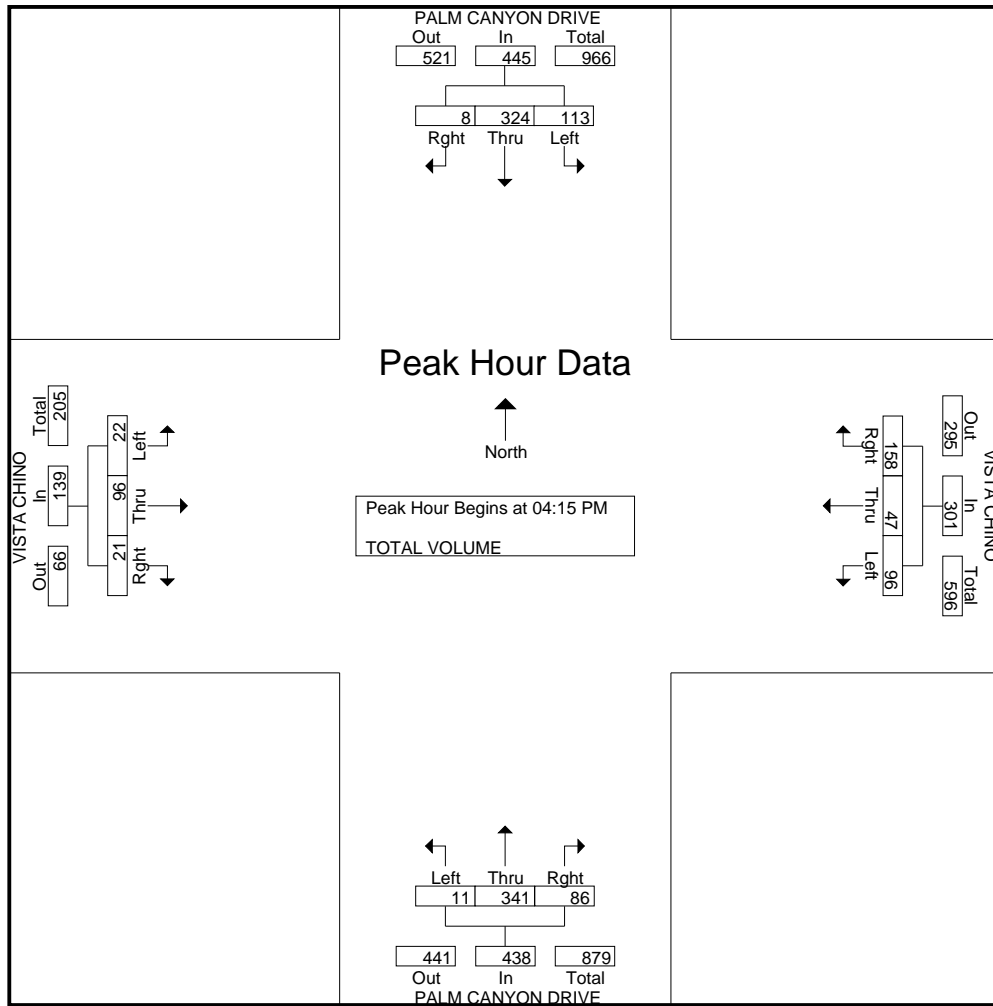 PALM CANYON DRIVE
Out In Total
521 445 966
8 324 113
Rght Thru Left
Peak Hour Data
North
Peak Hour Begins at 04:15 PM
TOTAL VOLUME
VISTA CHINO
Total In Out
205 139 66
22 96 21
Left Thru Rght
VISTA CHINO
Out In Total
295 301 596
158 47 96
Rght Thru Left
Left Thru Rght
11 341 86
441 438 879
Out In Total
PALM CANYON DRIVE